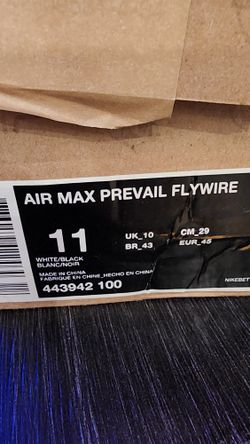 AIR MAX PREVAIL FLYWIRE
11
UK_10 CM_29
BR_43 EUR_45
WHITE/BLACK
BLANC/NOIR
MADE IN CHINA
FABRIQUÉ EN CHINE_HECHO EN CHINA
443942 100
NIKEBET